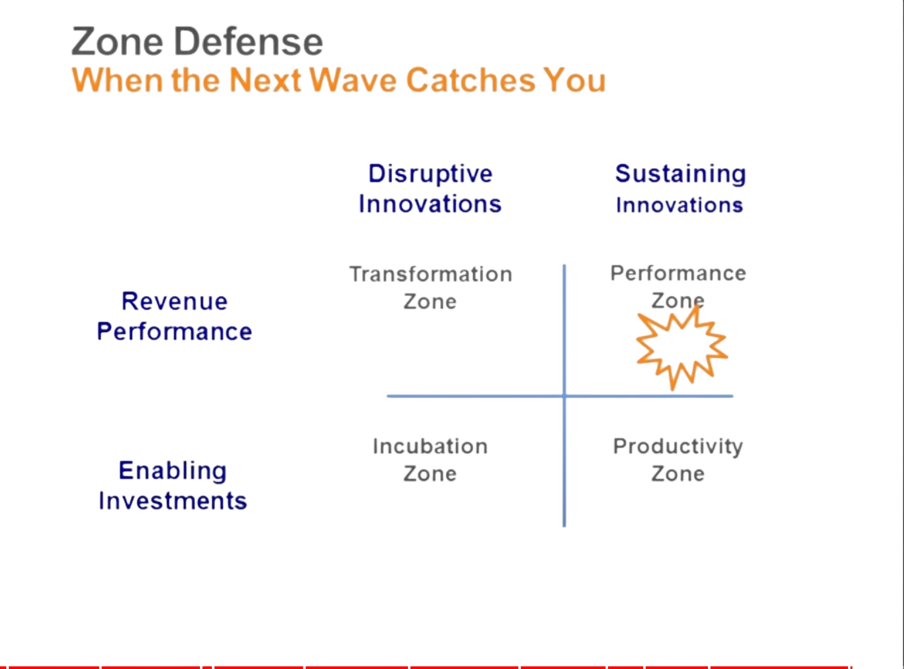 Zone Defense
When the Next Wave Catches You
Disruptive
Innovations
Sustaining
Innovations
Revenue
Performance
Transformation
Zone
Performance
Zone
Enabling
Investments
Incubation
Zone
Productivity
Zone